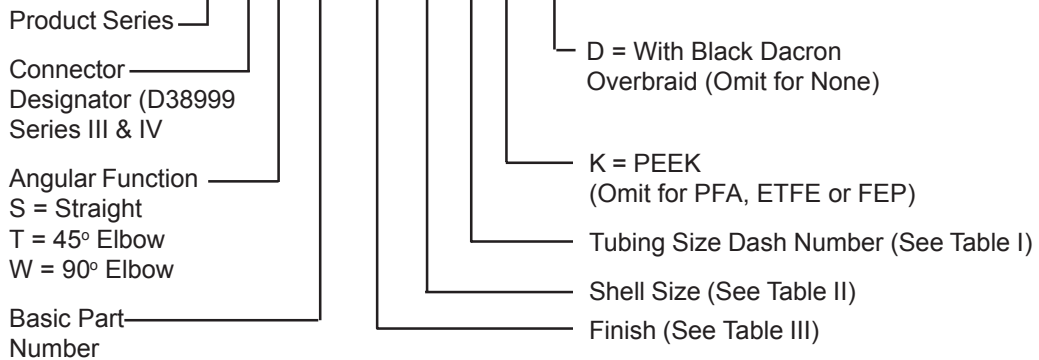 Product Series
Connector
Designator (D38999
Series III & IV
Angular Function
S = Straight
T = 45º Elbow
W = 90º Elbow
Basic Part
Number
D = With Black Dacron
Overbraid (Omit for None)
K = PEEK
(Omit for PFA, ETFE or FEP)
Tubing Size Dash Number (See Table I)
Shell Size (See Table II)
Finish (See Table III)